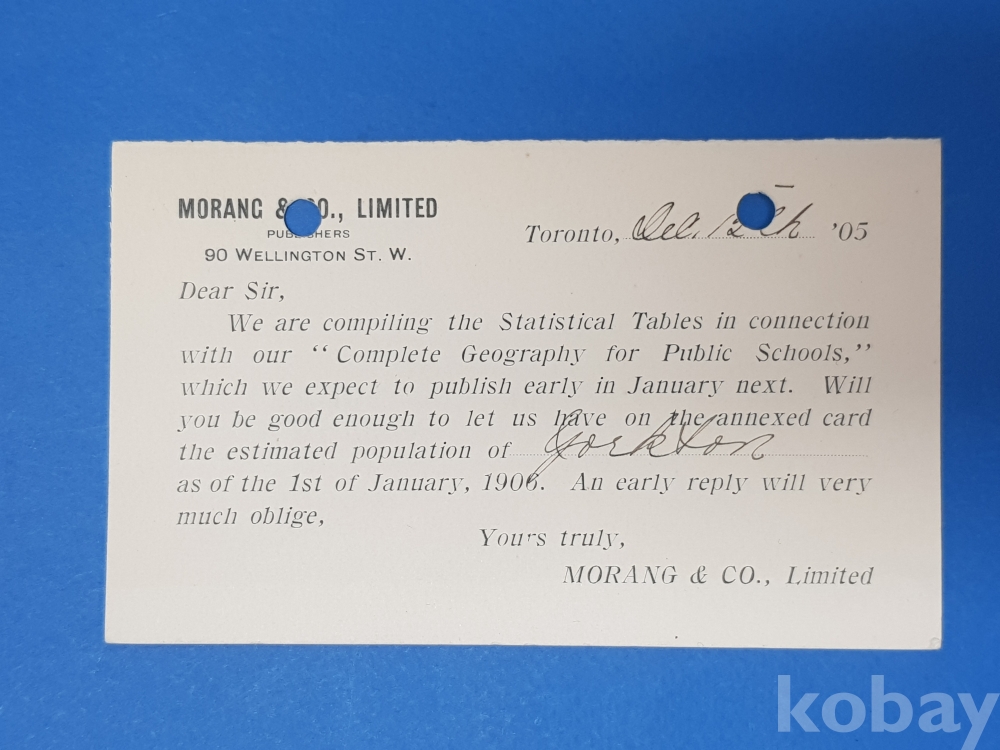 MORANG & CO., LIMITED
PUBLISHERS
90 WELLINGTON ST. W.
Toronto, Dec. 12th '05
Dear Sir,
We are compiling the Statistical Tables in connection
with our "Complete Geography for Public Schools,"
which we expect to publish early in January next. Will
you be good enough to let us have on the annexed card
the estimated population of Yorkton
as of the 1st of January, 1906. An early reply will very
much oblige,
Yours truly,
MORANG & CO., Limited
kobay